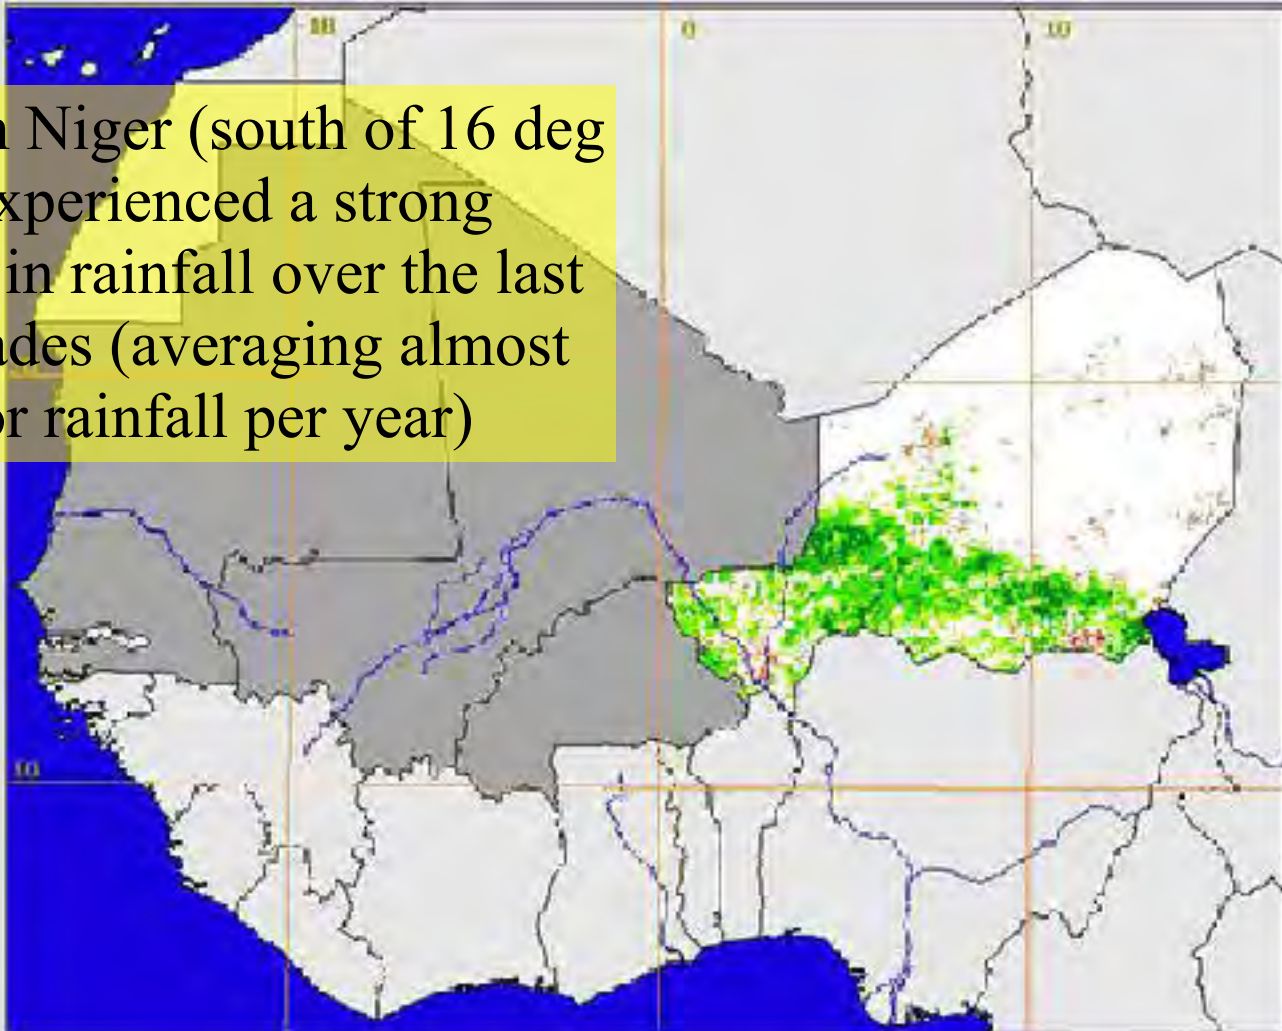 10 0 10
Niger (south of 16 deg
xperienced a strong
in rainfall over the last
ades (averaging almost
r rainfall per year)
10